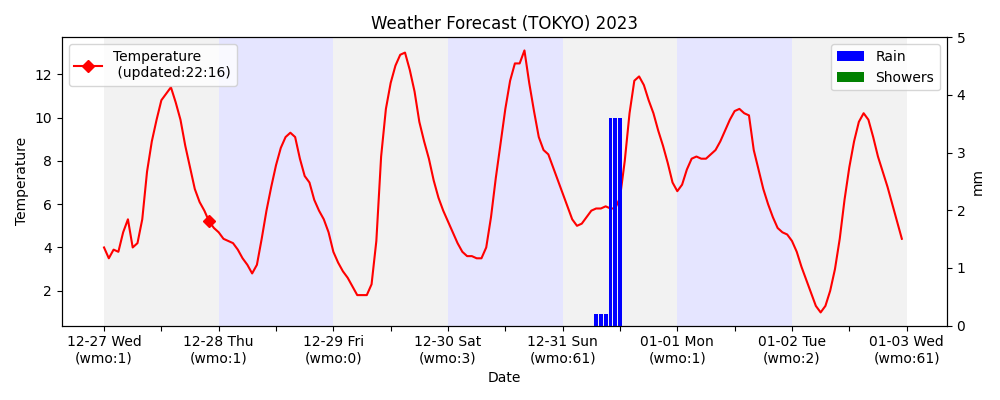 Weather Forecast (TOKYO) 2023
Temperature
(updated:22:16)
Rain
Showers
Temperature
12
10
8
6
4
2
5
4
3
2
1
0
mm
12-27 Wed
(wmo:1)
12-28 Thu
(wmo:1)
12-29 Fri
(wmo:0)
12-30 Sat
(wmo:3)
12-31 Sun
(wmo:61)
01-01 Mon
(wmo:1)
01-02 Tue
(wmo:2)
01-03 Wed
(wmo:61)
Date